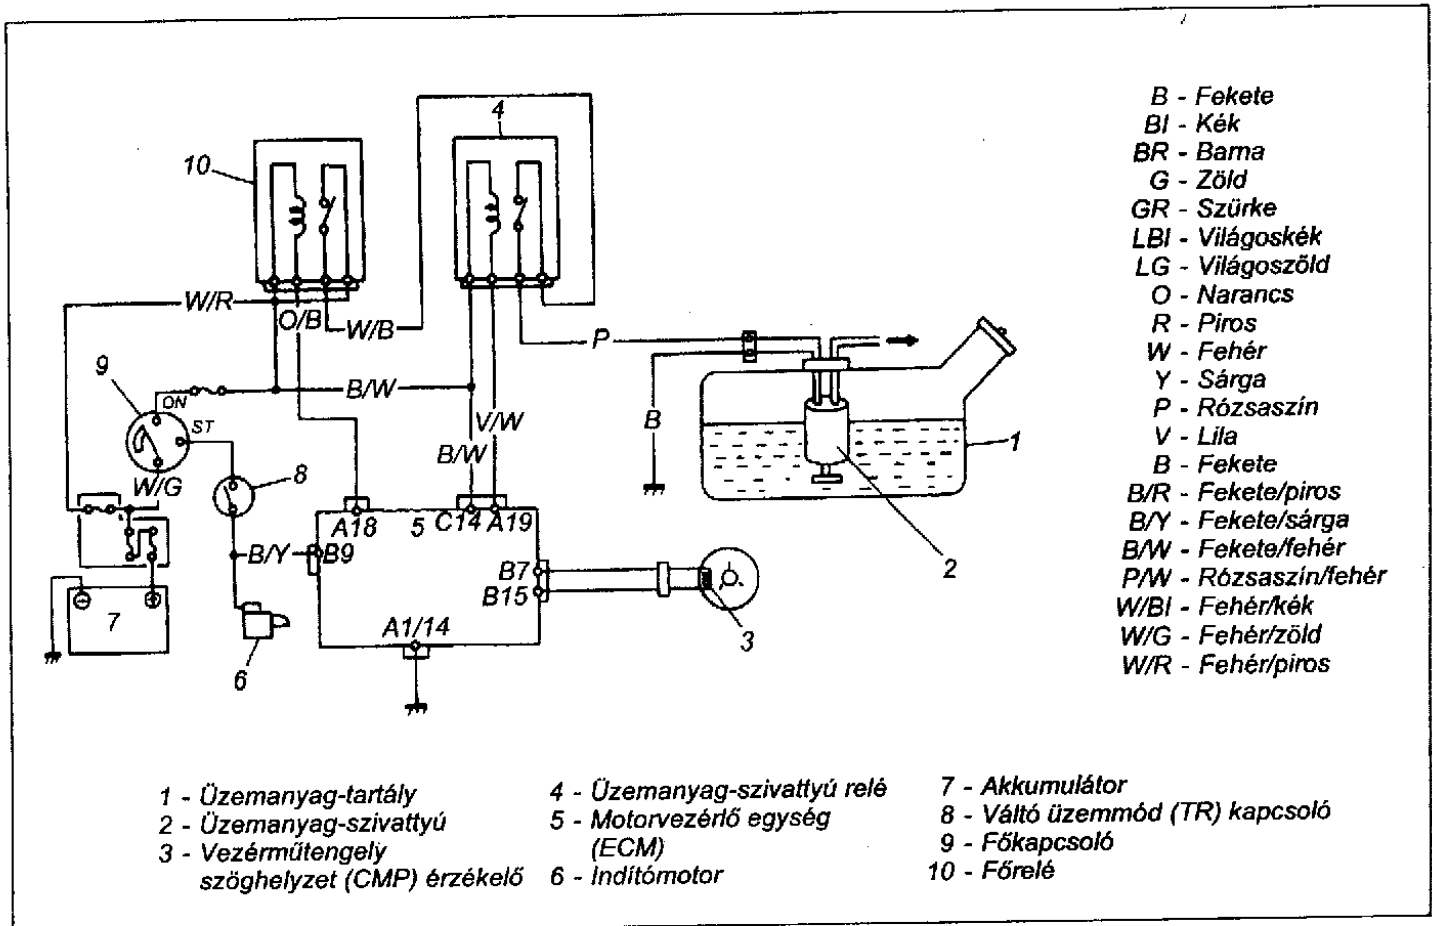 4
10
W/R
O/B
W/B
P
9
ON
B/W
ST
V/W
B
1
B/W
W/G
8
A18
5
C14
A19
2
B/Y
B9
B7
B15
7
A1/14
3
6
B - Fekete
Bl - Kék
BR - Barna
G - Zöld
GR - Szürke
LBl - Világoskék
LG - Világoszöld
O - Narancs
R - Piros
W - Fehér
Y - Sárga
P - Rózsaszín
V - Lila
B - Fekete
B/R - Fekete/piros
B/Y - Fekete/sárga
B/W - Fekete/fehér
P/W - Rózsaszín/fehér
W/Bl - Fehér/kék
W/G - Fehér/zöld
W/R - Fehér/piros
1 - Üzemanyag-tartály
2 - Üzemanyag-szivattyú
3 - Vezérműtengely
szöghelyzet (CMP) érzékelő
4 - Üzemanyag-szivattyú relé
5 - Motorvezérlő egység
(ECM)
6 - Indítómotor
7 - Akkumulátor
8 - Váltó üzemmód (TR) kapcsoló
9 - Főkapcsoló
10 - Főrelé